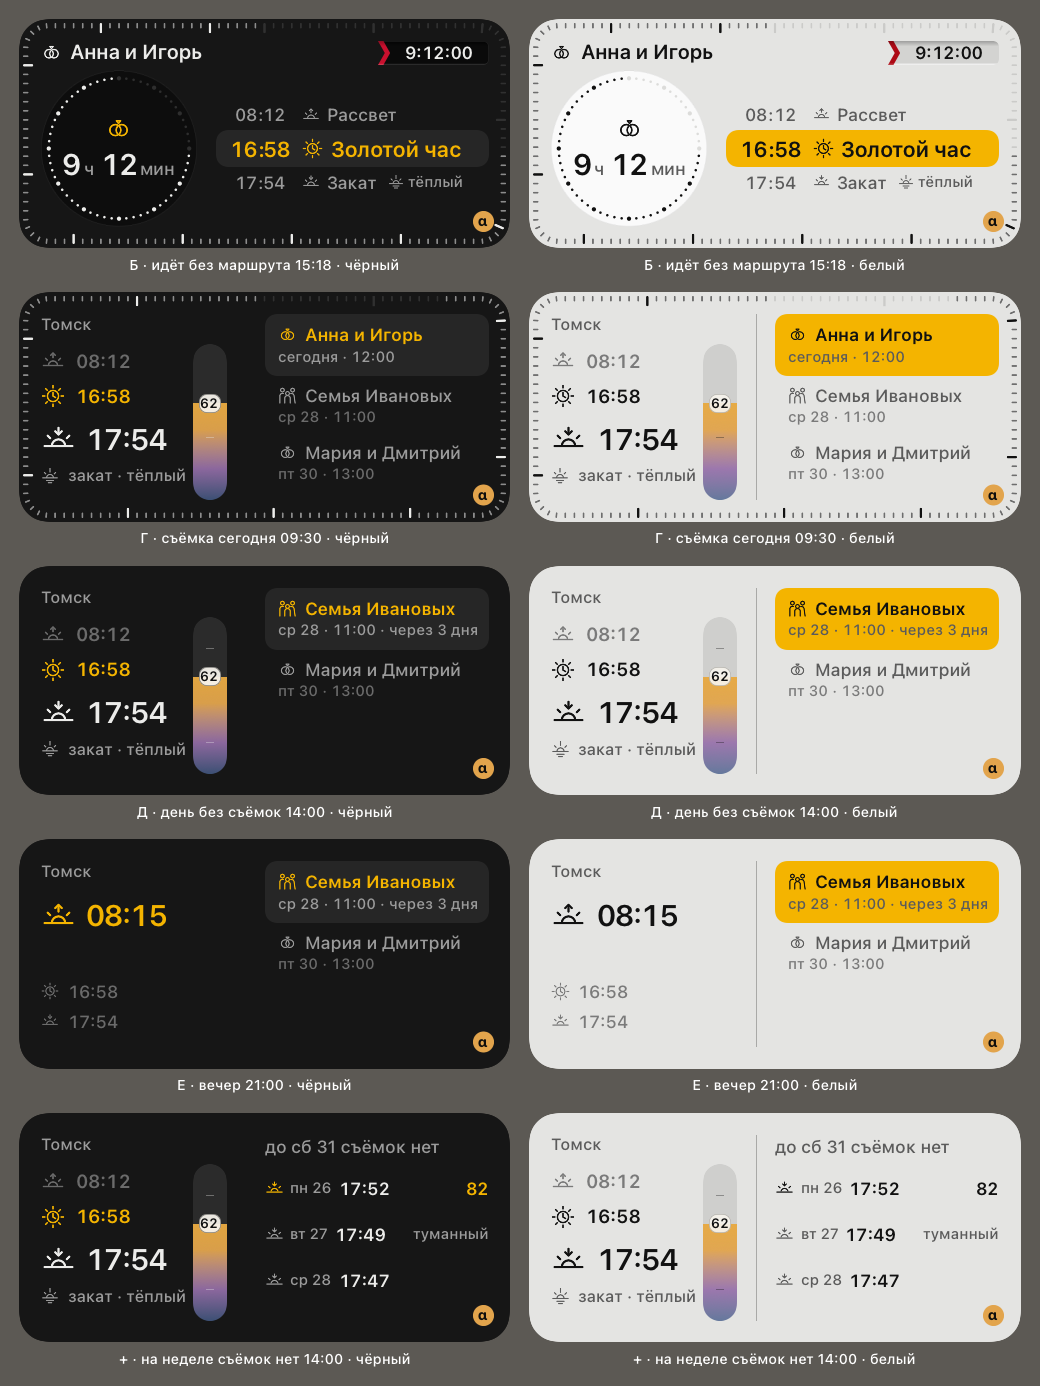 Анна и Игорь 9:12:00
08:12 Рассвет
9 ч 12 мин 16:58 Золотой час
17:54 Закат тёплый
α
Б · идёт без маршрута 15:18 · чёрный
Анна и Игорь 9:12:00
08:12 Рассвет
9 ч 12 мин 16:58 Золотой час
17:54 Закат тёплый
α
Б · идёт без маршрута 15:18 · белый
Томск
08:12
16:58
17:54
закат · тёплый
62
Анна и Игорь
сегодня · 12:00
Семья Ивановых
ср 28 · 11:00
Мария и Дмитрий
пт 30 · 13:00
α
Г · съёмка сегодня 09:30 · чёрный
Томск
08:12
16:58
17:54
закат · тёплый
62
Анна и Игорь
сегодня · 12:00
Семья Ивановых
ср 28 · 11:00
Мария и Дмитрий
пт 30 · 13:00
α
Г · съёмка сегодня 09:30 · белый
Томск
08:12
16:58
17:54
закат · тёплый
62
Семья Ивановых
ср 28 · 11:00 · через 3 дня
Мария и Дмитрий
пт 30 · 13:00
α
Д · день без съёмок 14:00 · чёрный
Томск
08:12
16:58
17:54
закат · тёплый
62
Семья Ивановых
ср 28 · 11:00 · через 3 дня
Мария и Дмитрий
пт 30 · 13:00
α
Д · день без съёмок 14:00 · белый
Томск
08:15
16:58
17:54
Семья Ивановых
ср 28 · 11:00 · через 3 дня
Мария и Дмитрий
пт 30 · 13:00
α
Е · вечер 21:00 · чёрный
Томск
08:15
16:58
17:54
Семья Ивановых
ср 28 · 11:00 · через 3 дня
Мария и Дмитрий
пт 30 · 13:00
α
Е · вечер 21:00 · белый
Томск
08:12
16:58
17:54
закат · тёплый
62
до сб 31 съёмок нет
пн 26 17:52 82
вт 27 17:49 туманный
ср 28 17:47
α
+ · на неделе съёмок нет 14:00 · чёрный
Томск
08:12
16:58
17:54
закат · тёплый
62
до сб 31 съёмок нет
пн 26 17:52 82
вт 27 17:49 туманный
ср 28 17:47
α
+ · на неделе съёмок нет 14:00 · белый